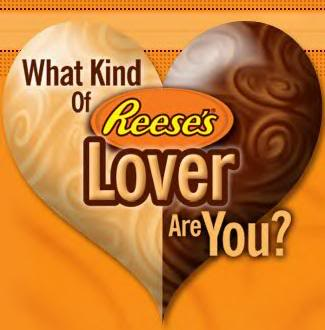 What Kind
Of Reese's
Lover
Are You?